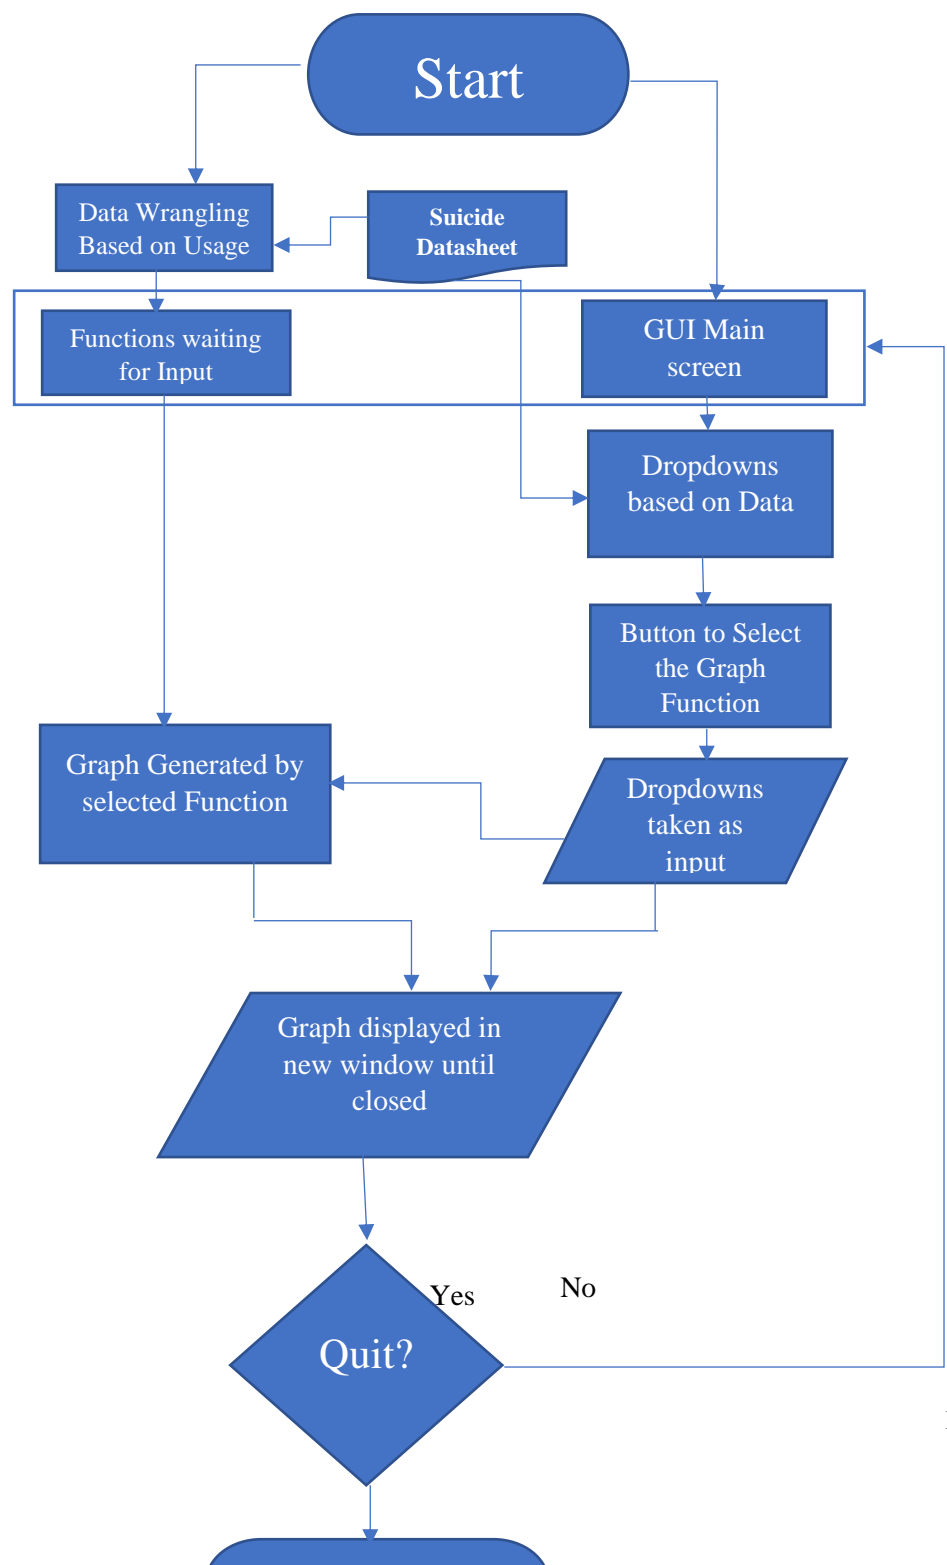 Start
Data Wrangling
Based on Usage
Suicide
Datasheet
Functions waiting
for Input
GUI Main
screen
Dropdowns
based on Data
Button to Select
the Graph
Function
Graph Generated by
selected Function
Dropdowns
taken as
input
Graph displayed in
new window until
closed
Yes
No
Quit?